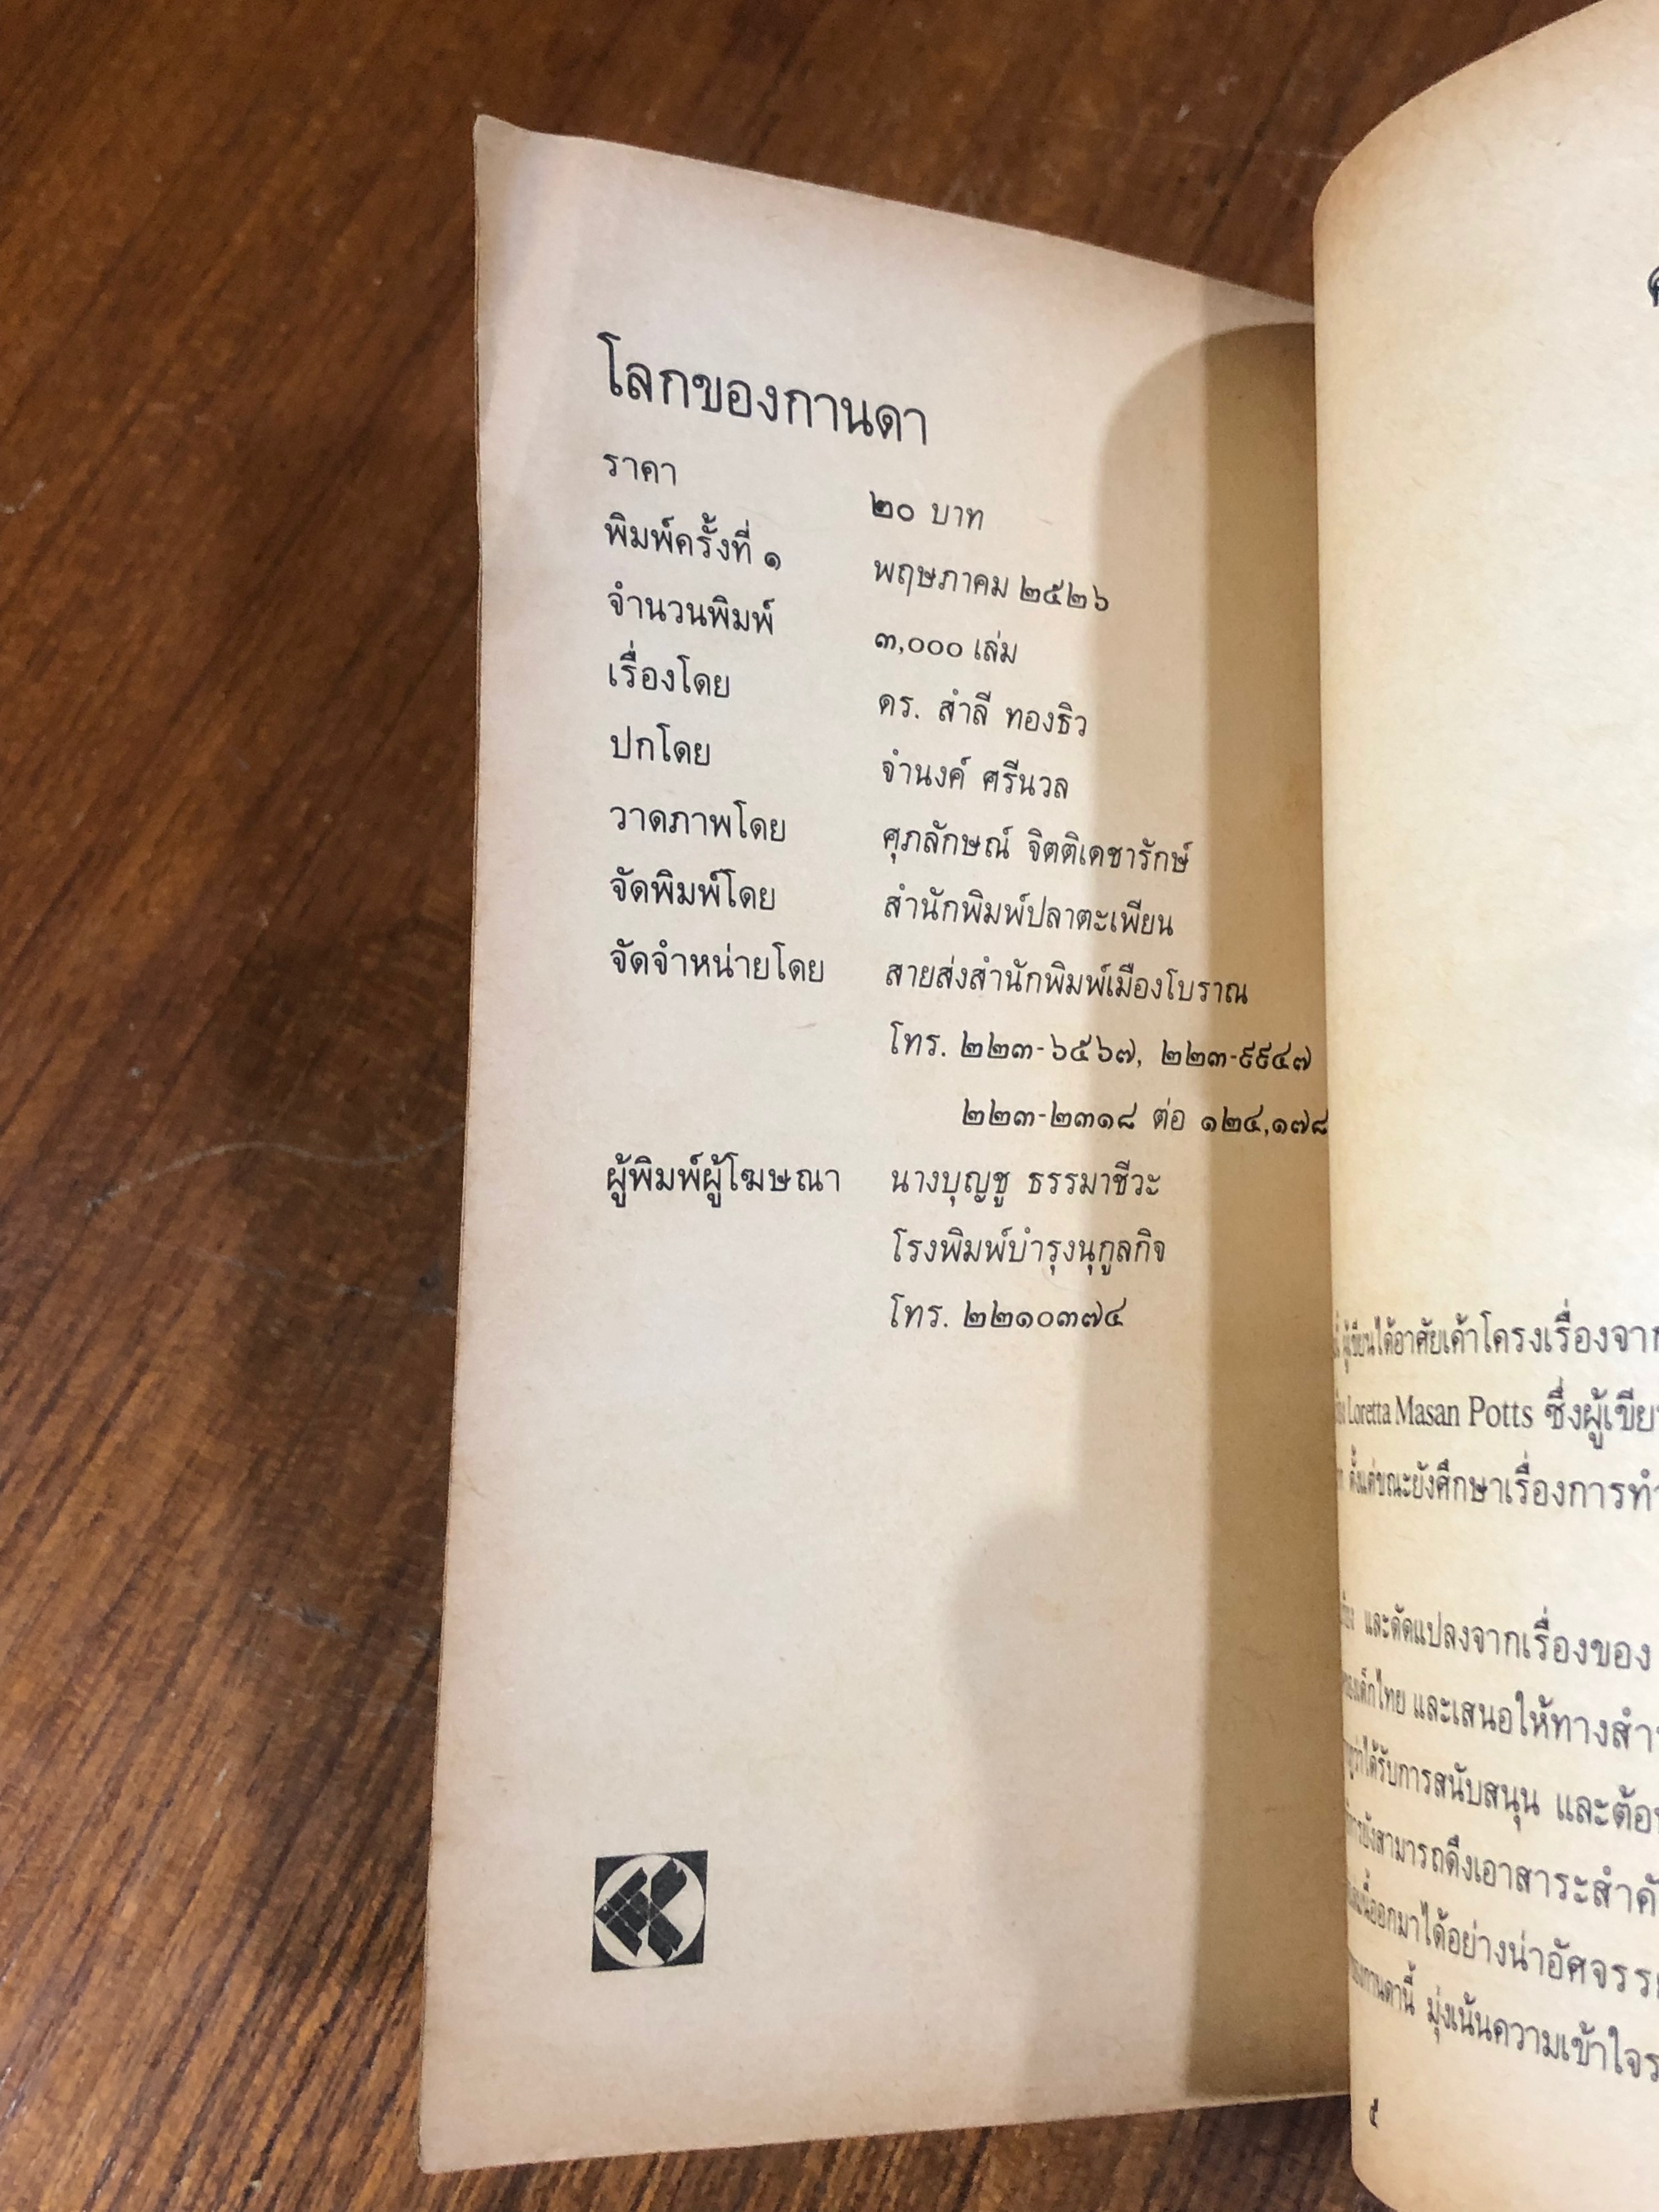 โลกของกานดา
ราคา ๒๐ บาท
พิมพ์ครั้งที่ ๑ พฤษภาคม ๒๕๒๖
จำนวนพิมพ์ ๓,๐๐๐ เล่ม
เรื่องโดย ดร. สำลี ทองธิว
ปกโดย จำนงค์ ศรีนวล
วาดภาพโดย ศุภลักษณ์ จิตติเดชารักษ์
จัดพิมพ์โดย สำนักพิมพ์ปลาตะเพียน
จัดจำหน่ายโดย สายส่งสำนักพิมพ์เมืองโบราณ
โทร. ๒๒๓-๖๕๖๗, ๒๒๓-๙๙๔๗
๒๒๓-๒๓๑๘ ต่อ ๑๒๔,๑๗๘
ผู้พิมพ์ผู้โฆษณา นางบุญชู ธรรมาชีวะ
โรงพิมพ์บำรุงนุกูลกิจ
โทร. ๒๒๑๐๓๗๔
ผู้เขียนได้อาศัยเค้าโครงเรื่องจาก
Loretta Masan Potts ซึ่งผู้เขีย
ตั้งแต่ขณะยังศึกษาเรื่องการทำ
และดัดแปลงจากเรื่องของ
ของเด็กไทย และเสนอให้ทางสำ
ว่าได้รับการสนับสนุน และต้อ
การยังสามารถดึงเอาสาระสำคั
นี้ออกมาได้อย่างน่าอัศจรร
ของกานดานี้ มุ่งเน้นความเข้าใจร
๕